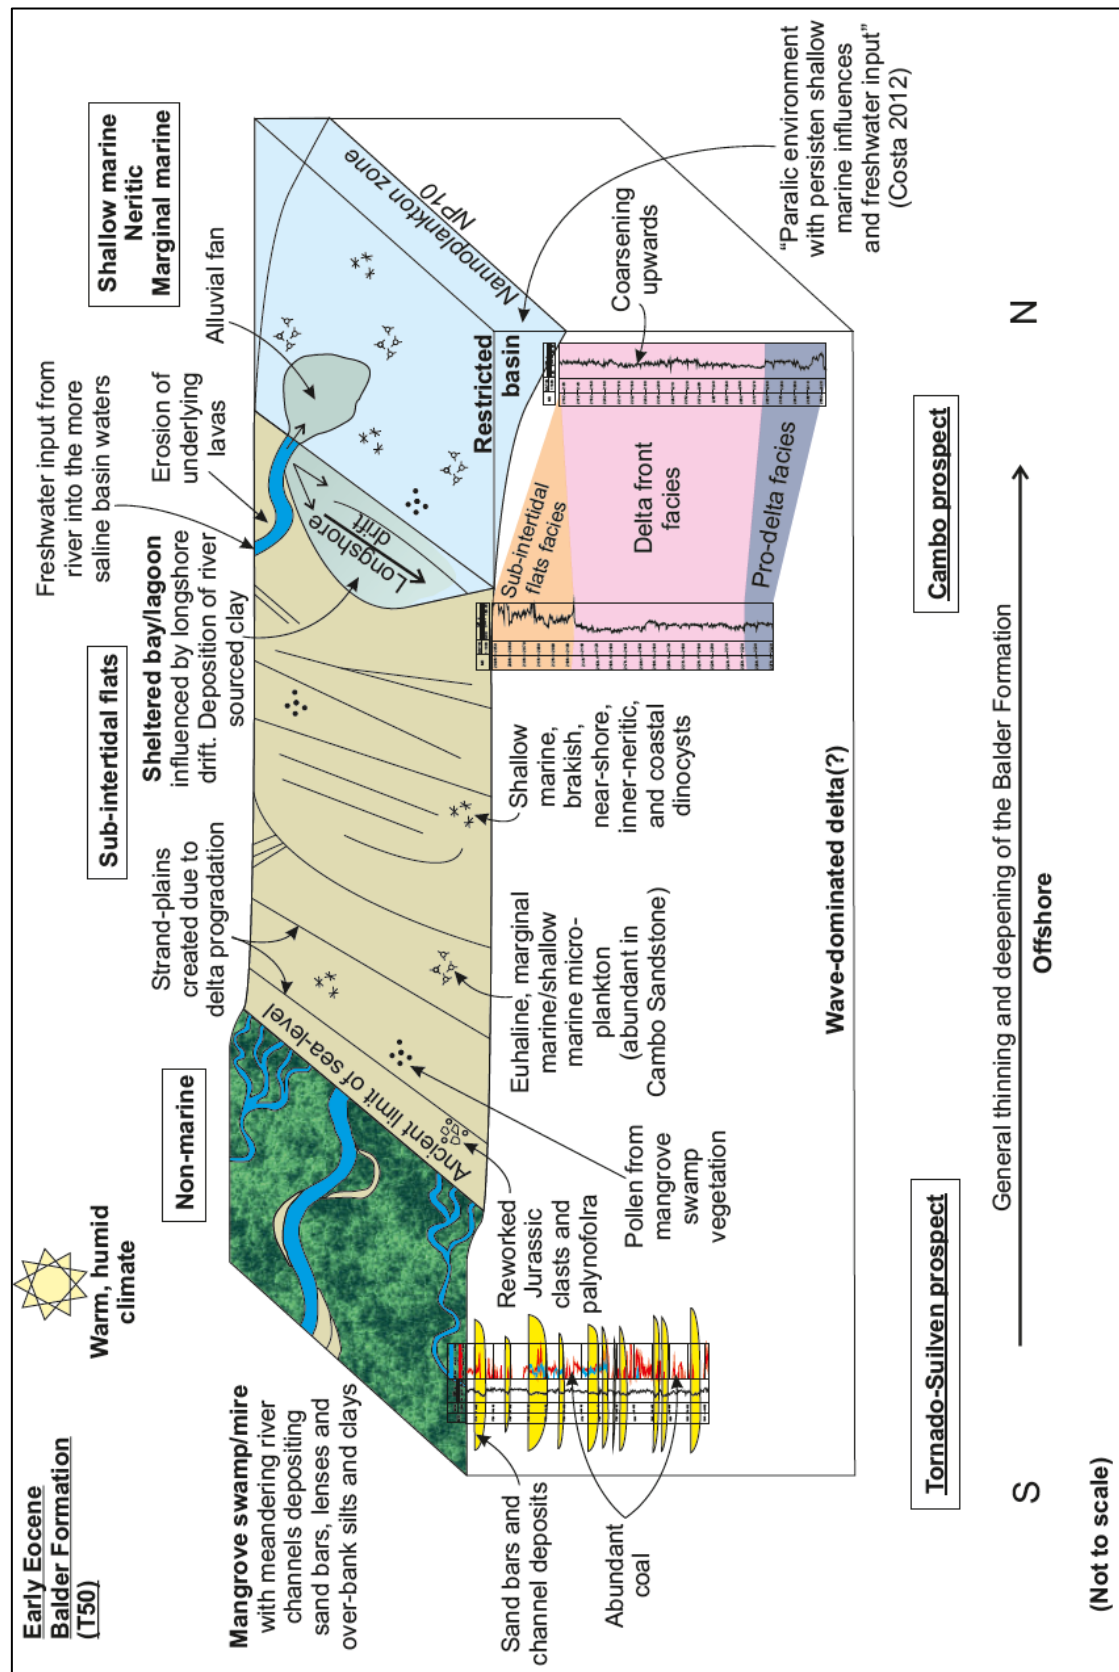 Early Eocene
Balder Formation
(T50)
Warm, humid
climate
Non-marine
Sub-intertidal flats
Shallow marine
Neritic
Marginal marine
Mangrove swamp/mire
with meandering river
channels depositing
sand bars, lenses and
over-bank silts and clays
Strand-plains
created due to
delta progradation
Sheltered bay/lagoon
influenced by longshore
drift. Deposition of river
sourced clay
Freshwater input from
river into the more
saline basin waters
Erosion of
underlying
lavas
Alluvial fan
Ancient limit of sea-level
Longshore
drift
Nannoplankton zone
NP10
Restricted
basin
Sand bars and
channel deposits
Abundant
coal
Reworked
Jurassic
clasts and
palynofolra
Pollen from
mangrove
swamp
vegetation
Euhaline, marginal
marine/shallow
marine micro-
plankton
(abundant in
Cambo Sandstone)
Shallow
marine,
brakish,
near-shore,
inner-neritic,
and coastal
dinocysts
Sub-intertidal
flats facies
Delta front
facies
Pro-delta facies
Coarsening
upwards
“Paralic environment
with persisten shallow
marine influences
and freshwater input”
(Costa 2012)
Wave-dominated delta(?)
Tornado-Suilven prospect
Cambo prospect
General thinning and deepening of the Balder Formation
S
N
Offshore
(Not to scale)